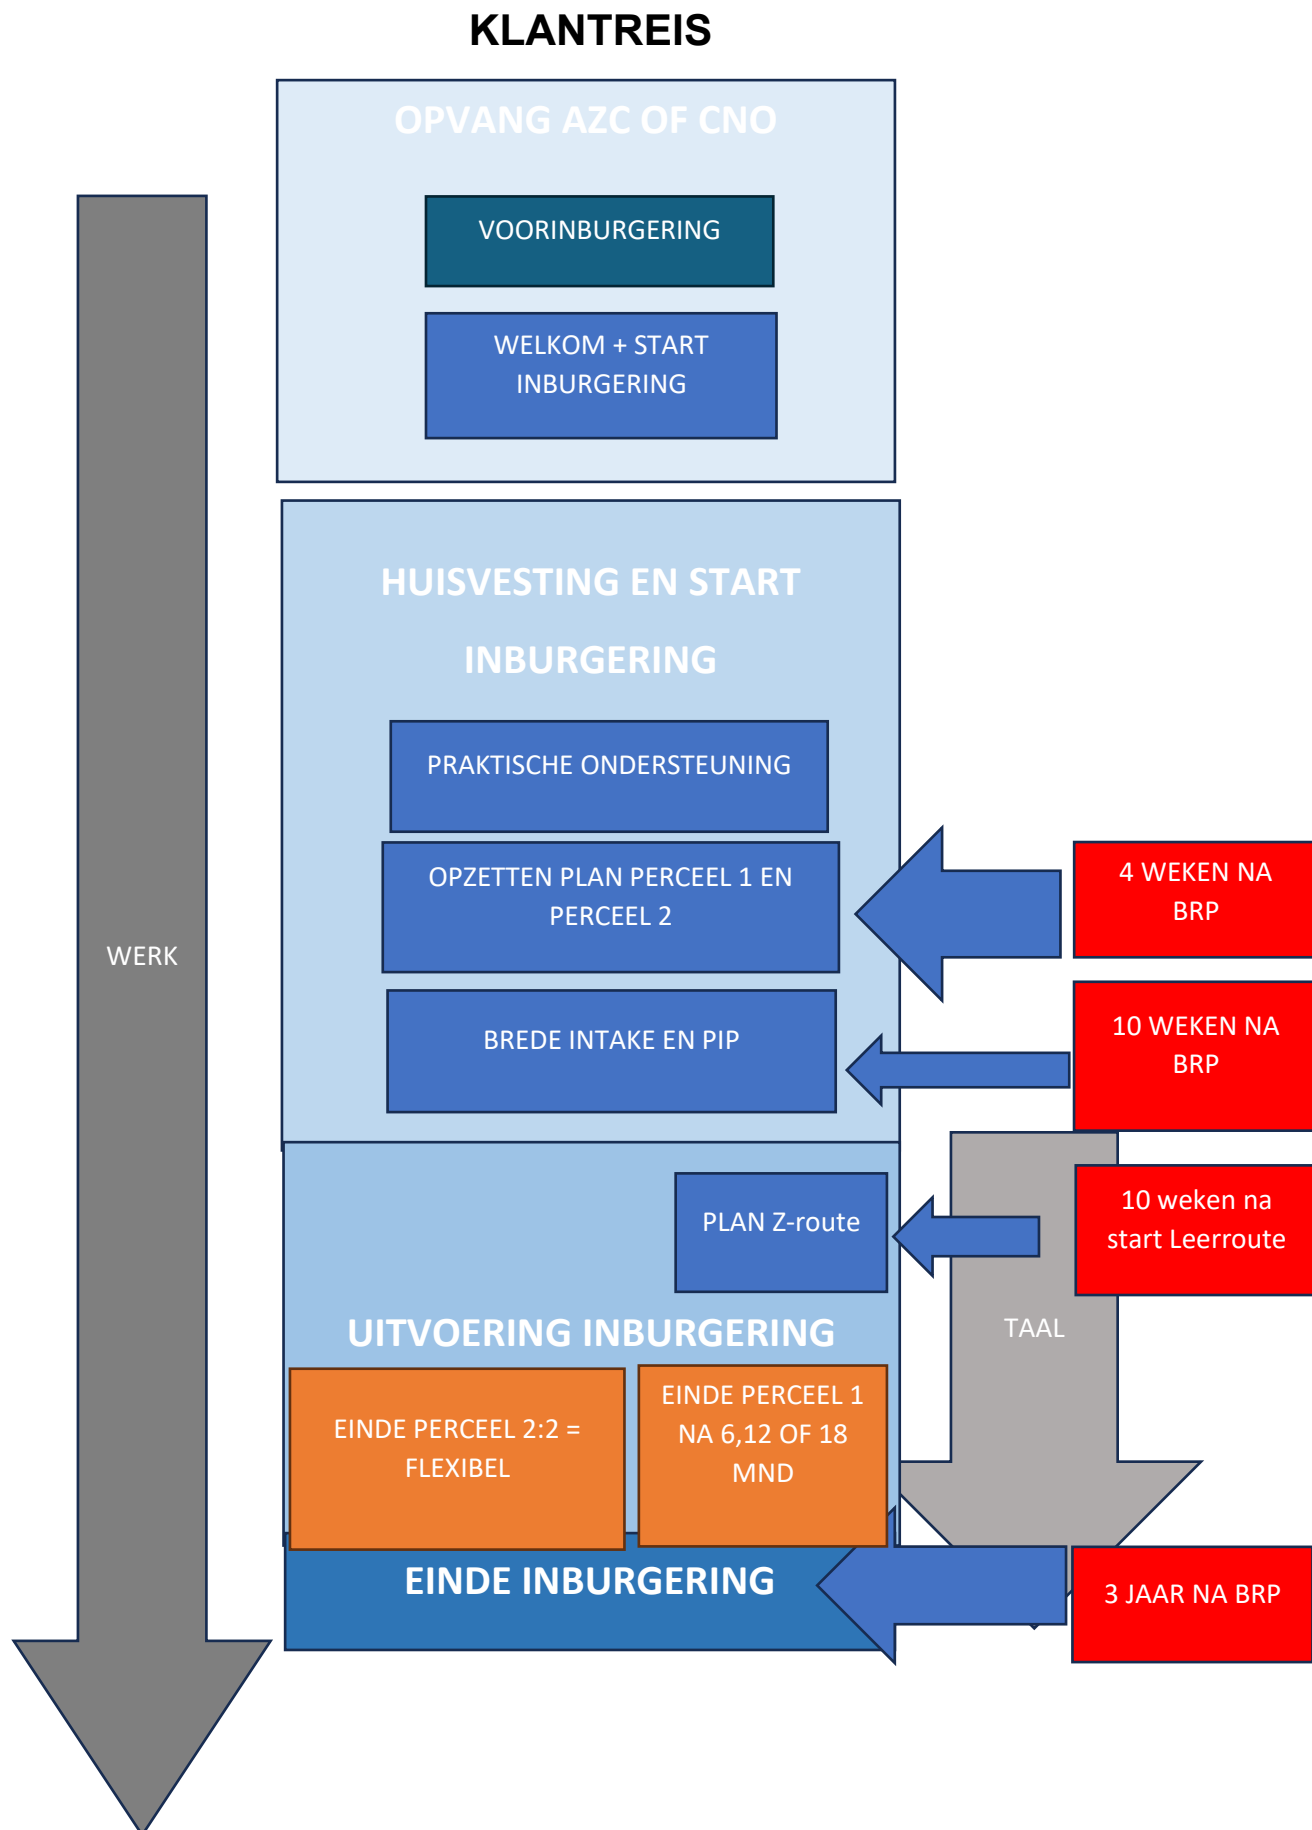 KLANTREIS
OPVANG AZC OF CNO
VOORINBURGERING
WELKOM + START
INBURGERING
HUISVESTING EN START
INBURGERING
PRAKTISCHE ONDERSTEUNING
OPZETTEN PLAN PERCEEL 1 EN
PERCEEL 2
4 WEKEN NA
BRP
WERK
BREDE INTAKE EN PIP
10 WEKEN NA
BRP
PLAN Z-route
10 weken na
start Leerroute
TAAL
UITVOERING INBURGERING
EINDE PERCEEL 2:2 =
FLEXIBEL
EINDE PERCEEL 1
NA 6,12 OF 18
MND
EINDE INBURGERING
3 JAAR NA BRP